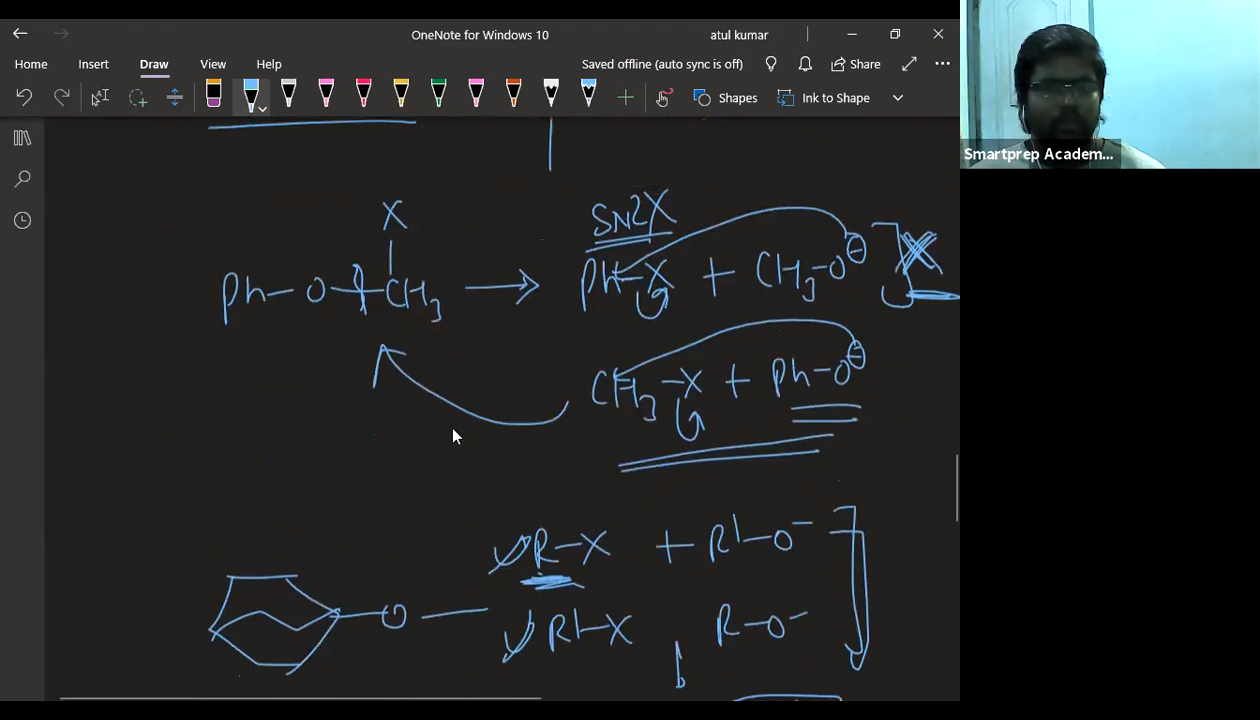 OneNote for Windows 10
atul kumar
Home Insert Draw View Help
Saved offline (auto sync is off)
Share
Shapes
Ink to Shape
Smartprep Academ...
X
SN2X
Ph-O-CH3
Ph-X + CH3-O⊖
CH3-X + Ph-O⊖
R-X + R'-O-
O
R'-X R-O-